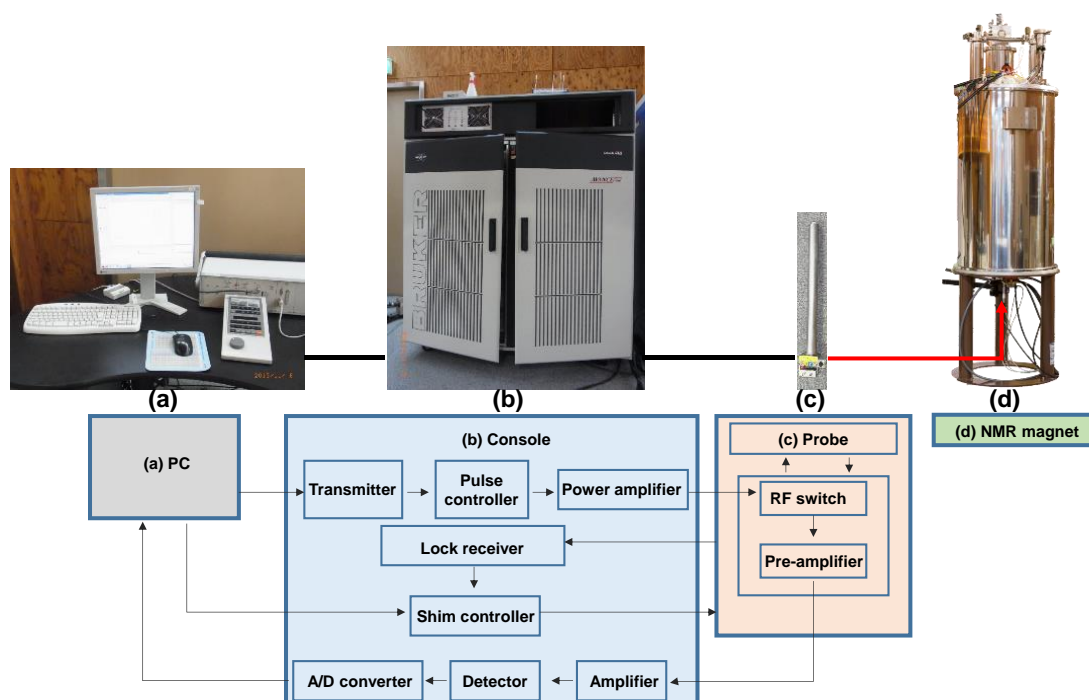 BRUKER
(a)
(b)
(c)
(d)
(a) PC
(b) Console
Transmitter
Pulse
controller
Power amplifier
Lock receiver
Shim controller
A/D converter
Detector
Amplifier
(c) Probe
RF switch
Pre-amplifier
(d) NMR magnet